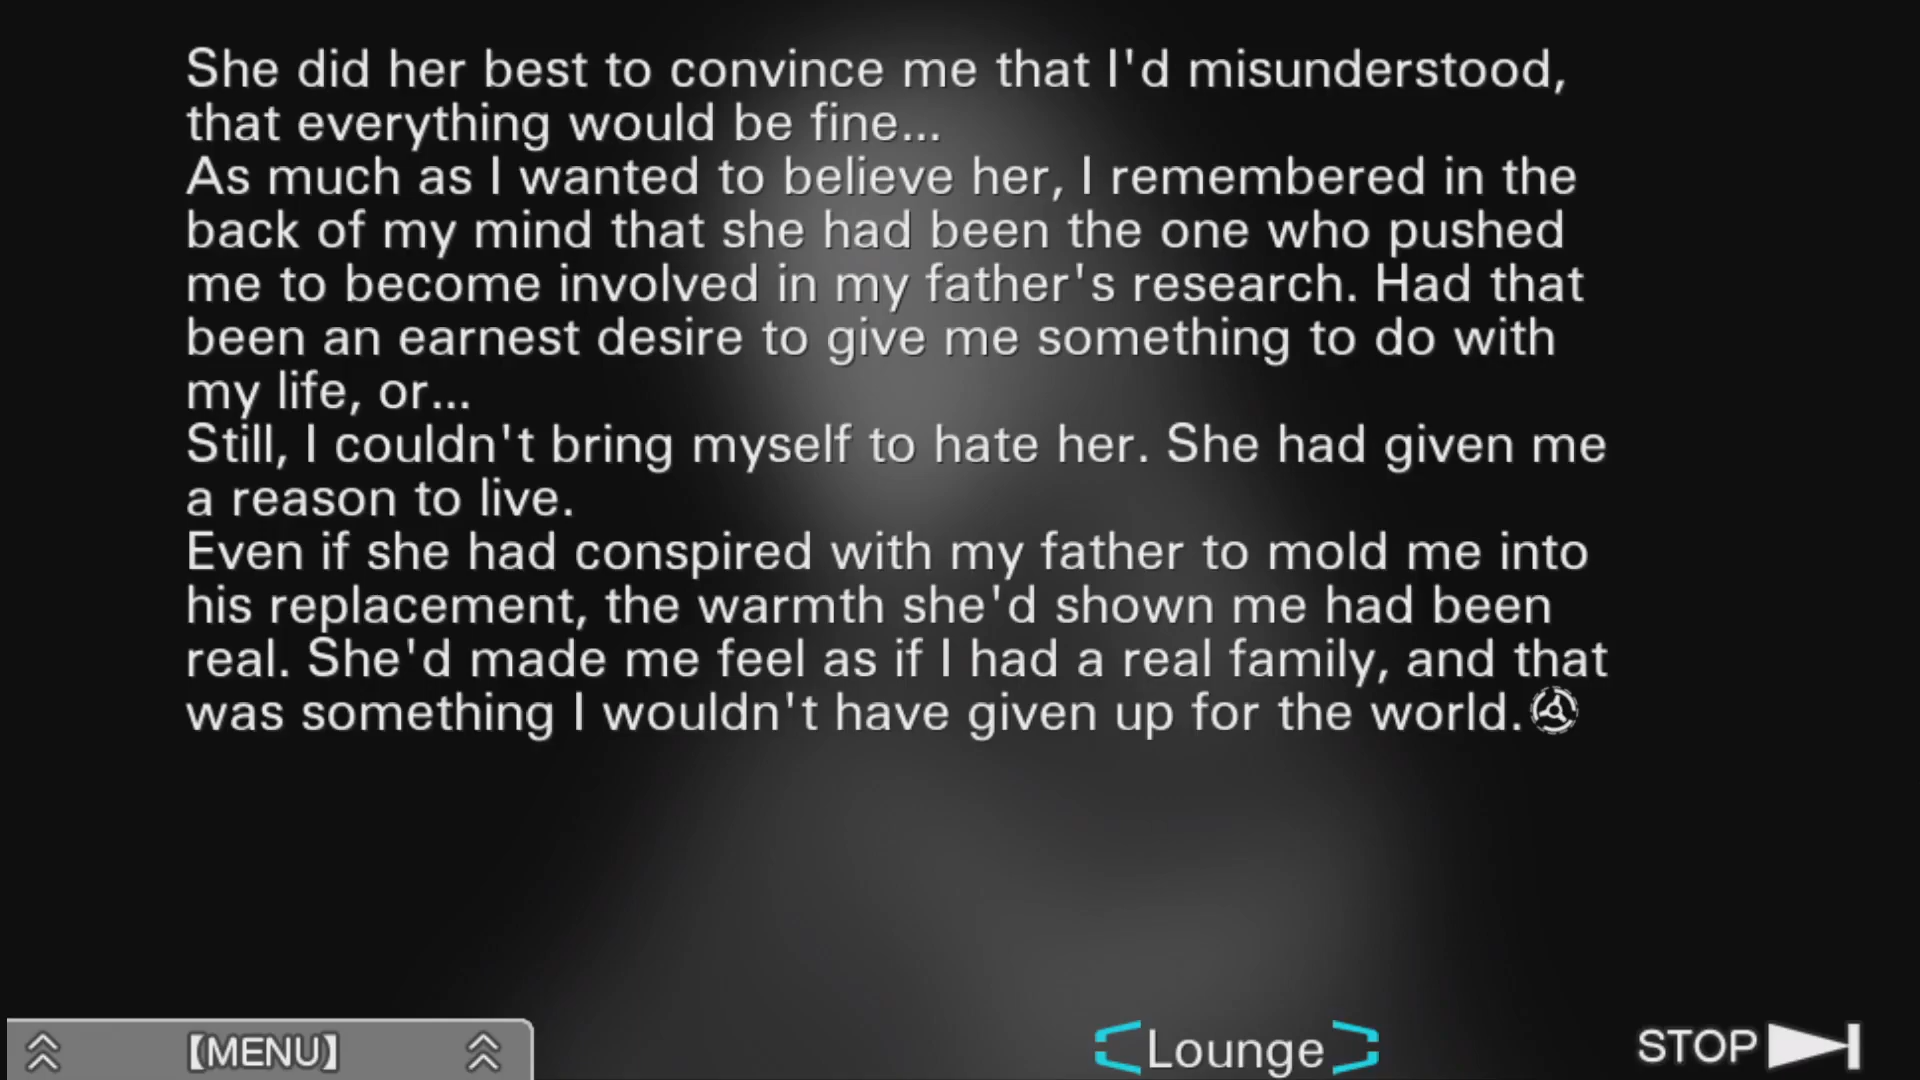 She did her best to convince me that I'd misunderstood,
that everything would be fine...
As much as I wanted to believe her, I remembered in the
back of my mind that she had been the one who pushed
me to become involved in my father's research. Had that
been an earnest desire to give me something to do with
my life, or...
Still, I couldn't bring myself to hate her. She had given me
a reason to live.
Even if she had conspired with my father to mold me into
his replacement, the warmth she'd shown me had been
real. She'd made me feel as if I had a real family, and that
was something I wouldn't have given up for the world.
【MENU】
Lounge
STOP